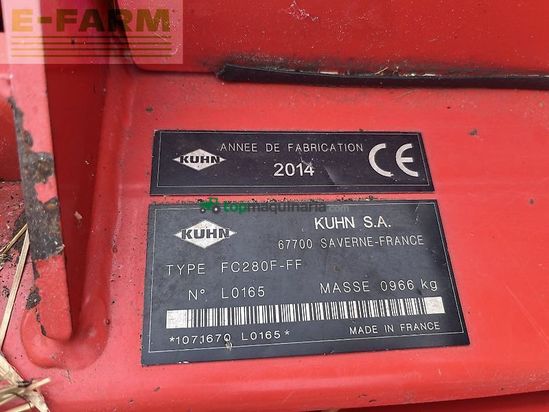 E-FARM
KUHN
ANNEE DE FABRICATION
2014
CE
topmaquinaria.com
KUHN
KUHN S.A.
67700 SAVERNE-FRANCE
TYPE FC280F-FF
N° L0165 MASSE 0966 kg
*1071670 L0165*
MADE IN FRANCE